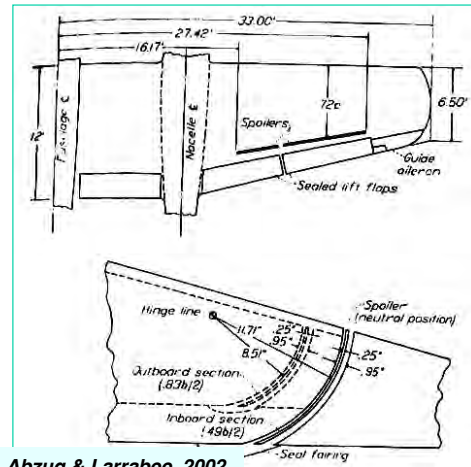 33.00'
27.42'
16.17'
12'
Fuselage ℄
Nacelle ℄
Spoilers
.72c
6.50'
Guide
aileron
Sealed lift flaps
Hinge line
11.71"
8.51"
.25"
.95"
Spoiler
(neutral position)
.25"
.95"
Outboard section
(.83b/2)
Inboard section
(.49b/2)
Seal fairing
Abzug & Larrabee, 2002